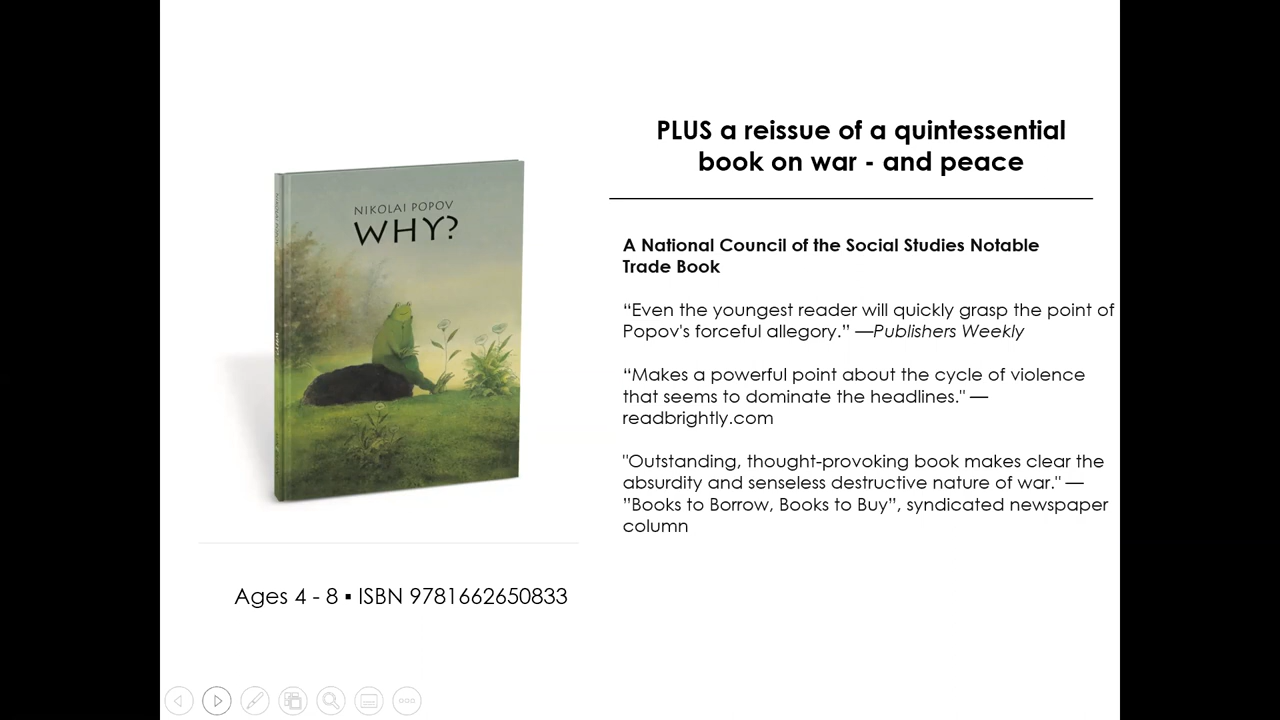 PLUS a reissue of a quintessential
book on war - and peace
NIKOLAI POPOV
WHY?
A National Council of the Social Studies Notable
Trade Book
“Even the youngest reader will quickly grasp the point of
Popov's forceful allegory.” —Publishers Weekly
“Makes a powerful point about the cycle of violence
that seems to dominate the headlines." —
readbrightly.com
"Outstanding, thought-provoking book makes clear the
absurdity and senseless destructive nature of war." —
”Books to Borrow, Books to Buy”, syndicated newspaper
column
Ages 4 - 8 ▪ ISBN 9781662650833